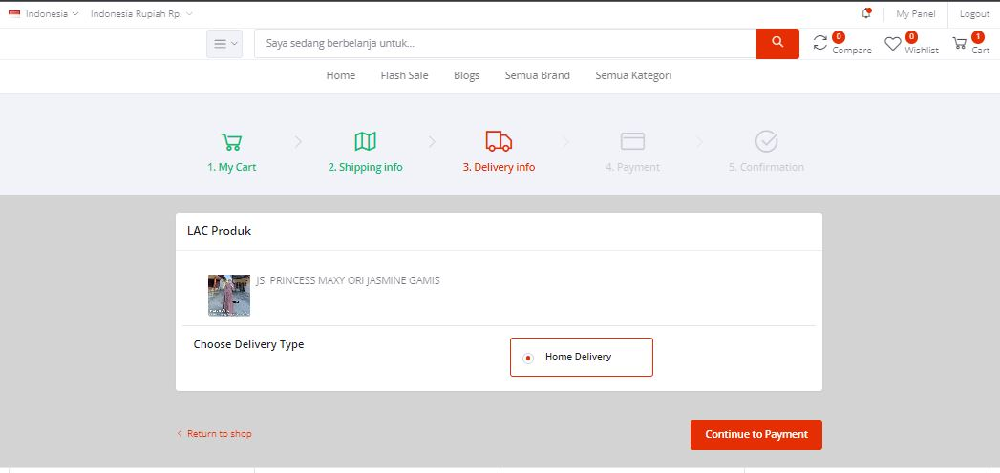 Indonesia
Indonesia Rupiah Rp.
My Panel
Logout
Saya sedang berbelanja untuk...
0
Compare
0
Wishlist
1
Cart
Home
Flash Sale
Blogs
Semua Brand
Semua Kategori
1. My Cart
2. Shipping info
3. Delivery info
4. Payment
5. Confirmation
LAC Produk
JS. PRINCESS MAXY ORI JASMINE GAMIS
Choose Delivery Type
Home Delivery
Return to shop
Continue to Payment